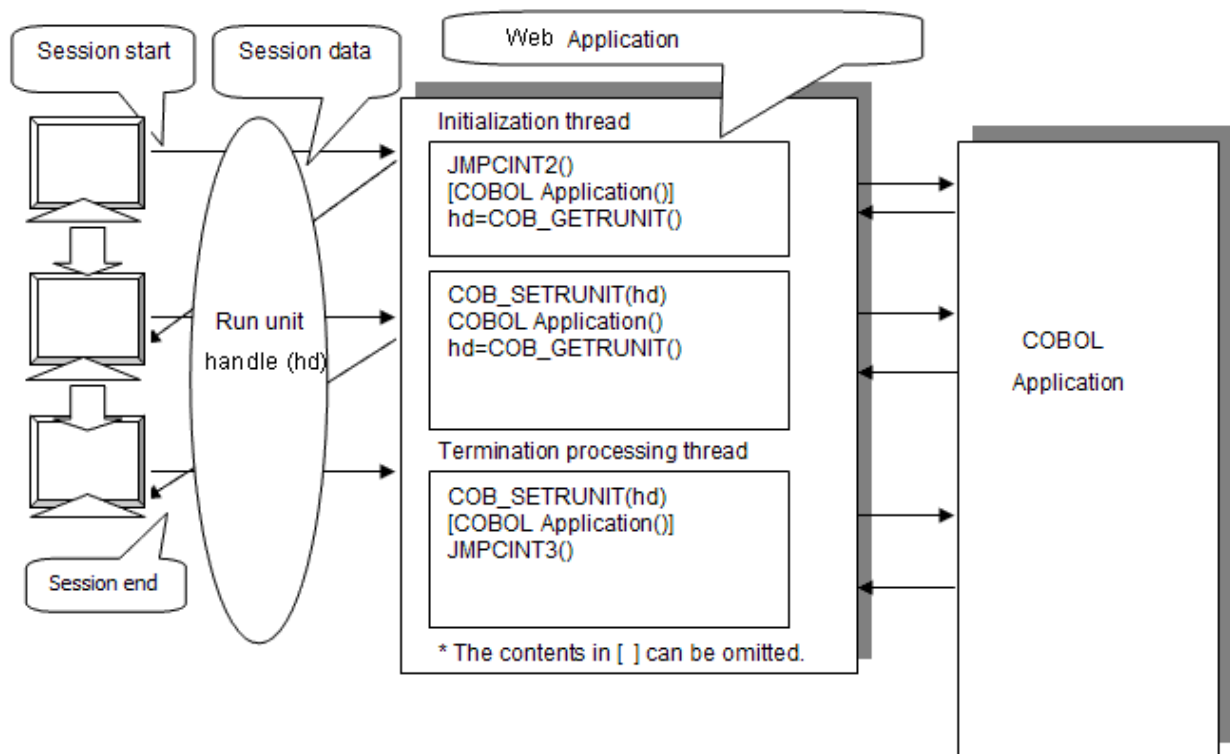 Session start
Session data
Web Application
Initialization thread
JMPCINT2()
[COBOL Application()]
hd=COB_GETRUNIT()
COB_SETRUNIT(hd)
COBOL Application()
hd=COB_GETRUNIT()
Run unit
handle (hd)
COBOL
Application
Termination processing thread
COB_SETRUNIT(hd)
[COBOL Application()]
JMPCINT3()
Session end
* The contents in [ ] can be omitted.